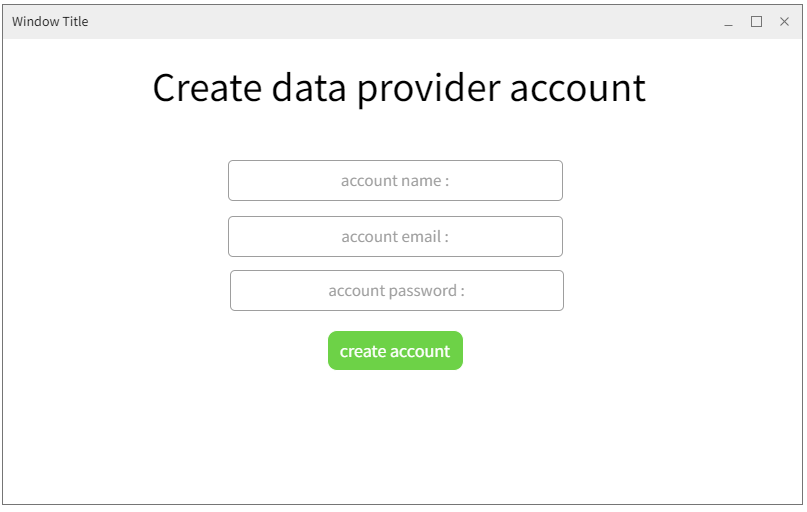 Window Title
Create data provider account
account name :
account email :
account password :
create account